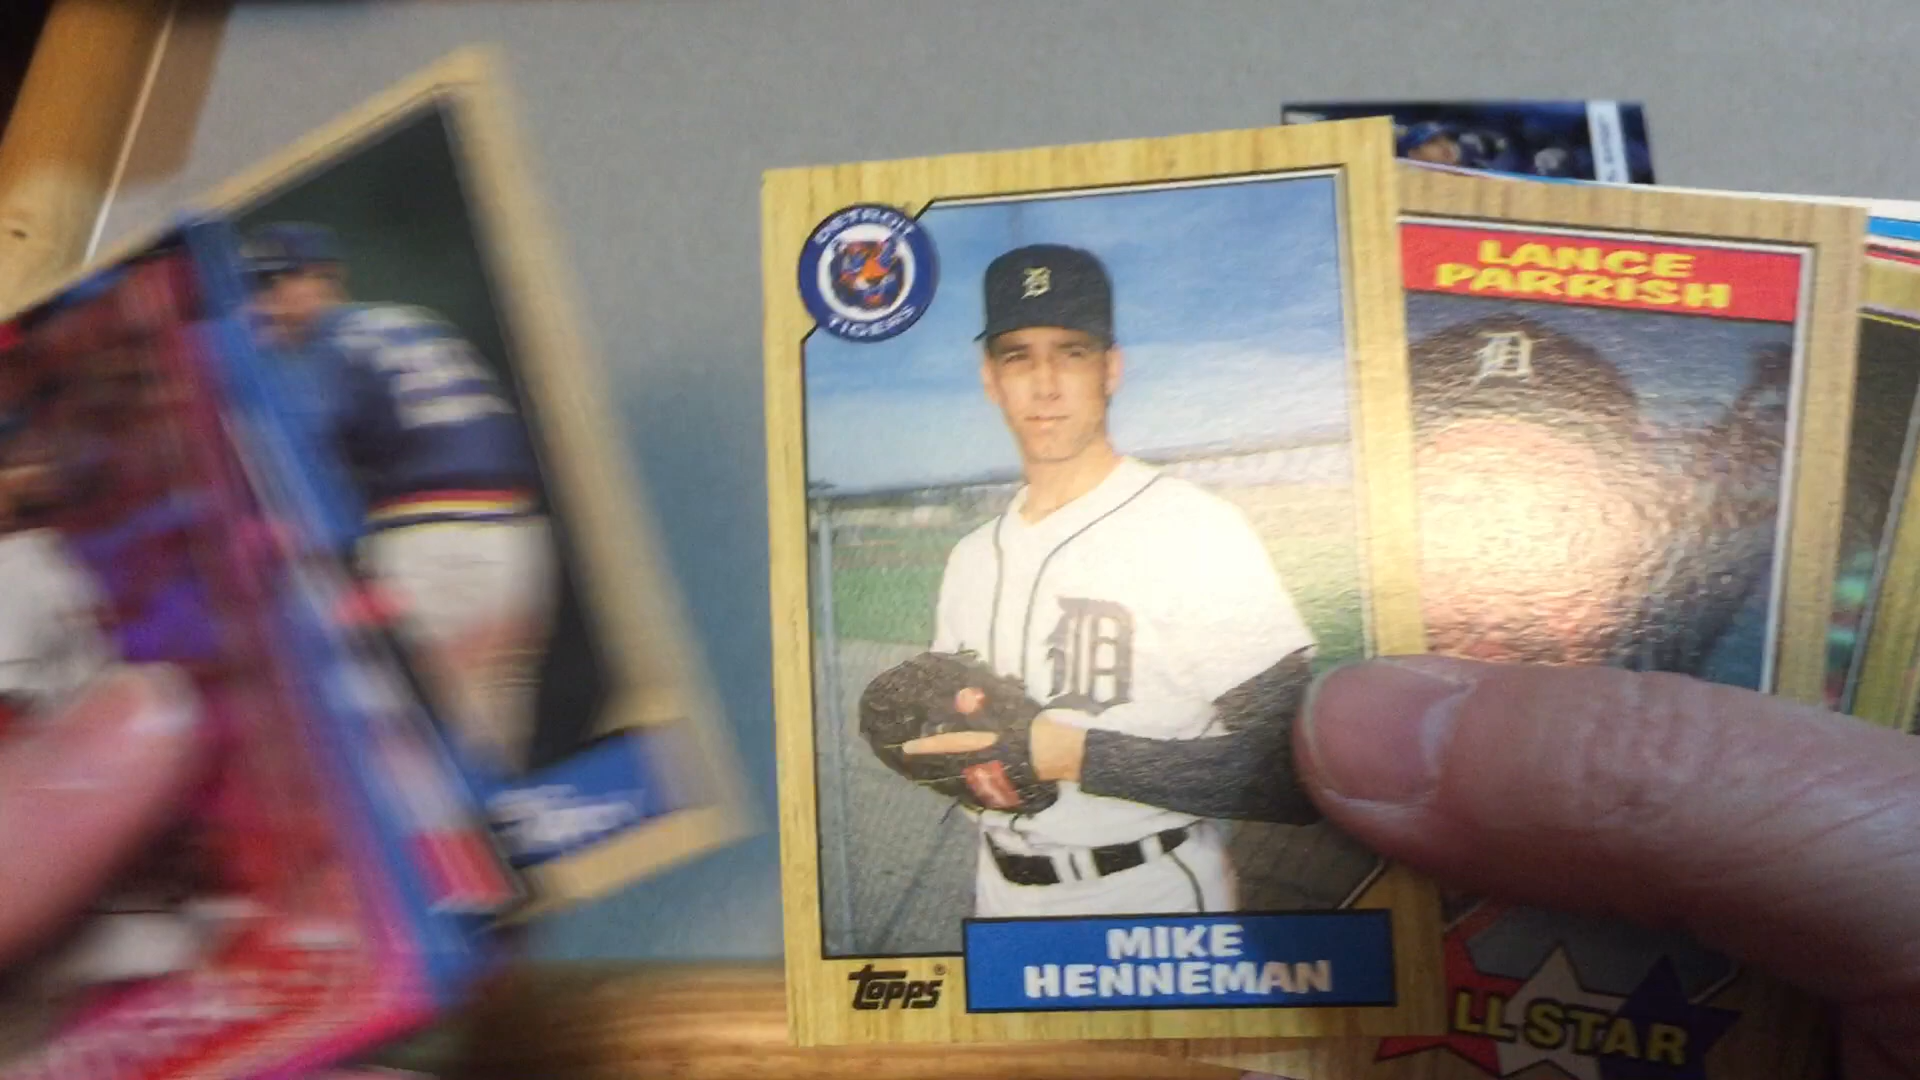 DETROIT
TIGERS
D
MIKE
HENNEMAN
Topps®
LANCE
PARRISH
D
LL STAR